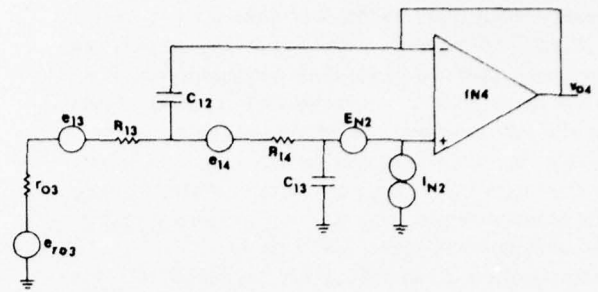 C12
−
IN4
vo4
e13
R13
e14
R14
EN2
+
C13
IN2
ro3
ero3